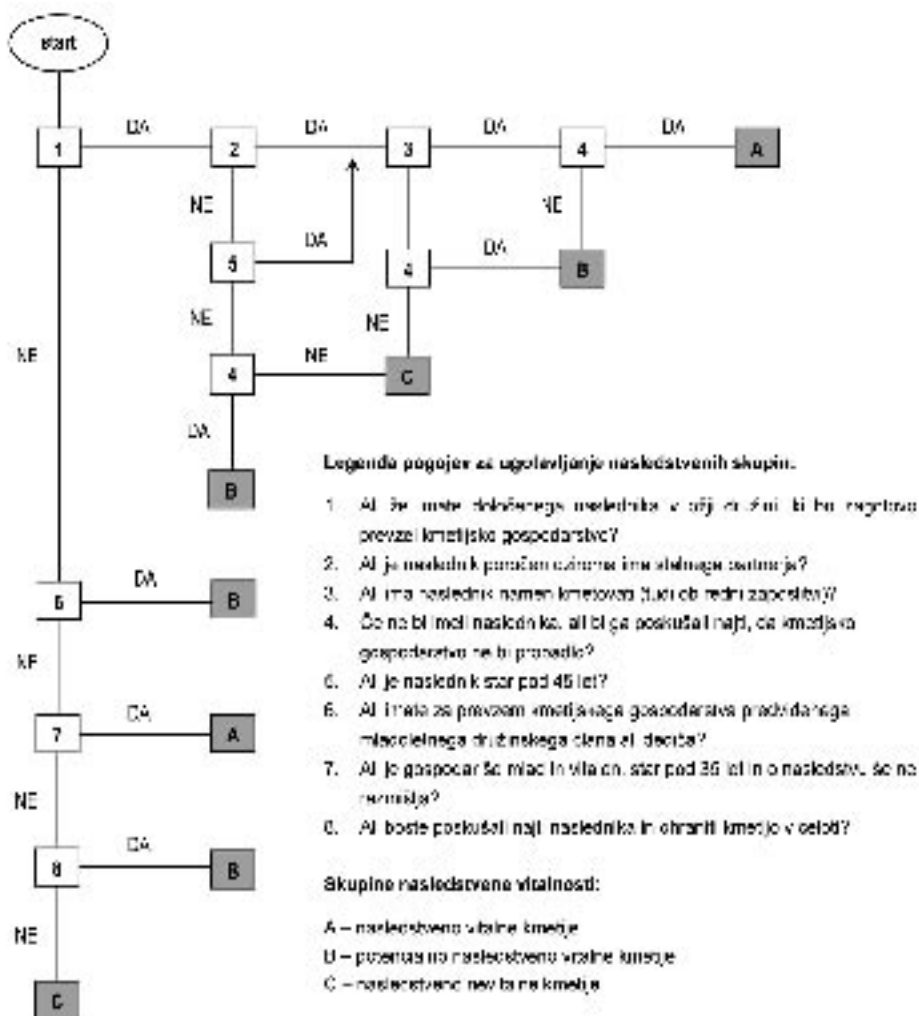 start
DA DA DA DA
1 2 3 4 A
NE NE
5 DA 4 DA B
NE NE NE
4 NE C
DA
B
Legenda pogojev za ugotavljanje nasledstvenih skupin:
1. Ali že imate določenega naslednika v ožji družini, ki bo zagotovo
prevzel kmetijsko gospodarstvo?
2. Ali je naslednik poročen oziroma ima stalnega partnerja?
3. Ali ima naslednik namen kmetovati (tudi ob redni zaposlitvi)?
4. Če ne bi imeli naslednika, ali bi ga poskušali najti, da kmetijsko
gospodarstvo ne bi propadlo?
5. Ali je naslednik star pod 45 let?
6. Ali imate za prevzem kmetijskega gospodarstva predvidenega
mladoletnega družinskega člana ali dediča?
7. Ali je gospodar še mlad in vitalen, star pod 35 let in o nasledstvu še ne
razmišlja?
8. Ali boste poskušali najti naslednika in ohraniti kmetijo v celoti?
6 DA B
NE
7 DA A
NE
8 DA B
NE
C
Skupine nasledstvene vitalnosti:
A – nasledstveno vitalne kmetije
B – potencialno nasledstveno vitalne kmetije
C – nasledstveno nevitalne kmetije